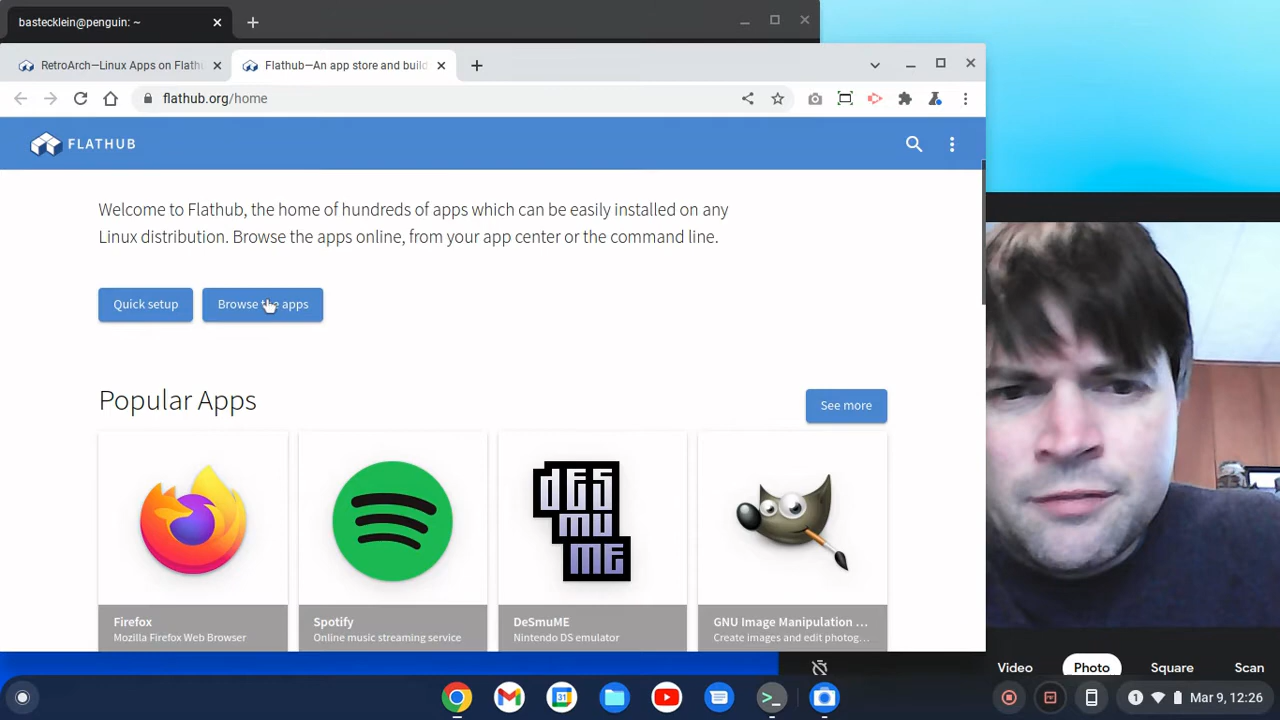 bastecklein@penguin: ~
RetroArch—Linux Apps on Flath
Flathub—An app store and build
flathub.org/home
FLATHUB
Welcome to Flathub, the home of hundreds of apps which can be easily installed on any
Linux distribution. Browse the apps online, from your app center or the command line.
Quick setup
Browse the apps
Popular Apps
See more
DESMUME
Firefox
Mozilla Firefox Web Browser
Spotify
Online music streaming service
DeSmuME
Nintendo DS emulator
GNU Image Manipulation ...
Create images and edit photog...
Video
Photo
Square
Scan
1
Mar 9, 12:26